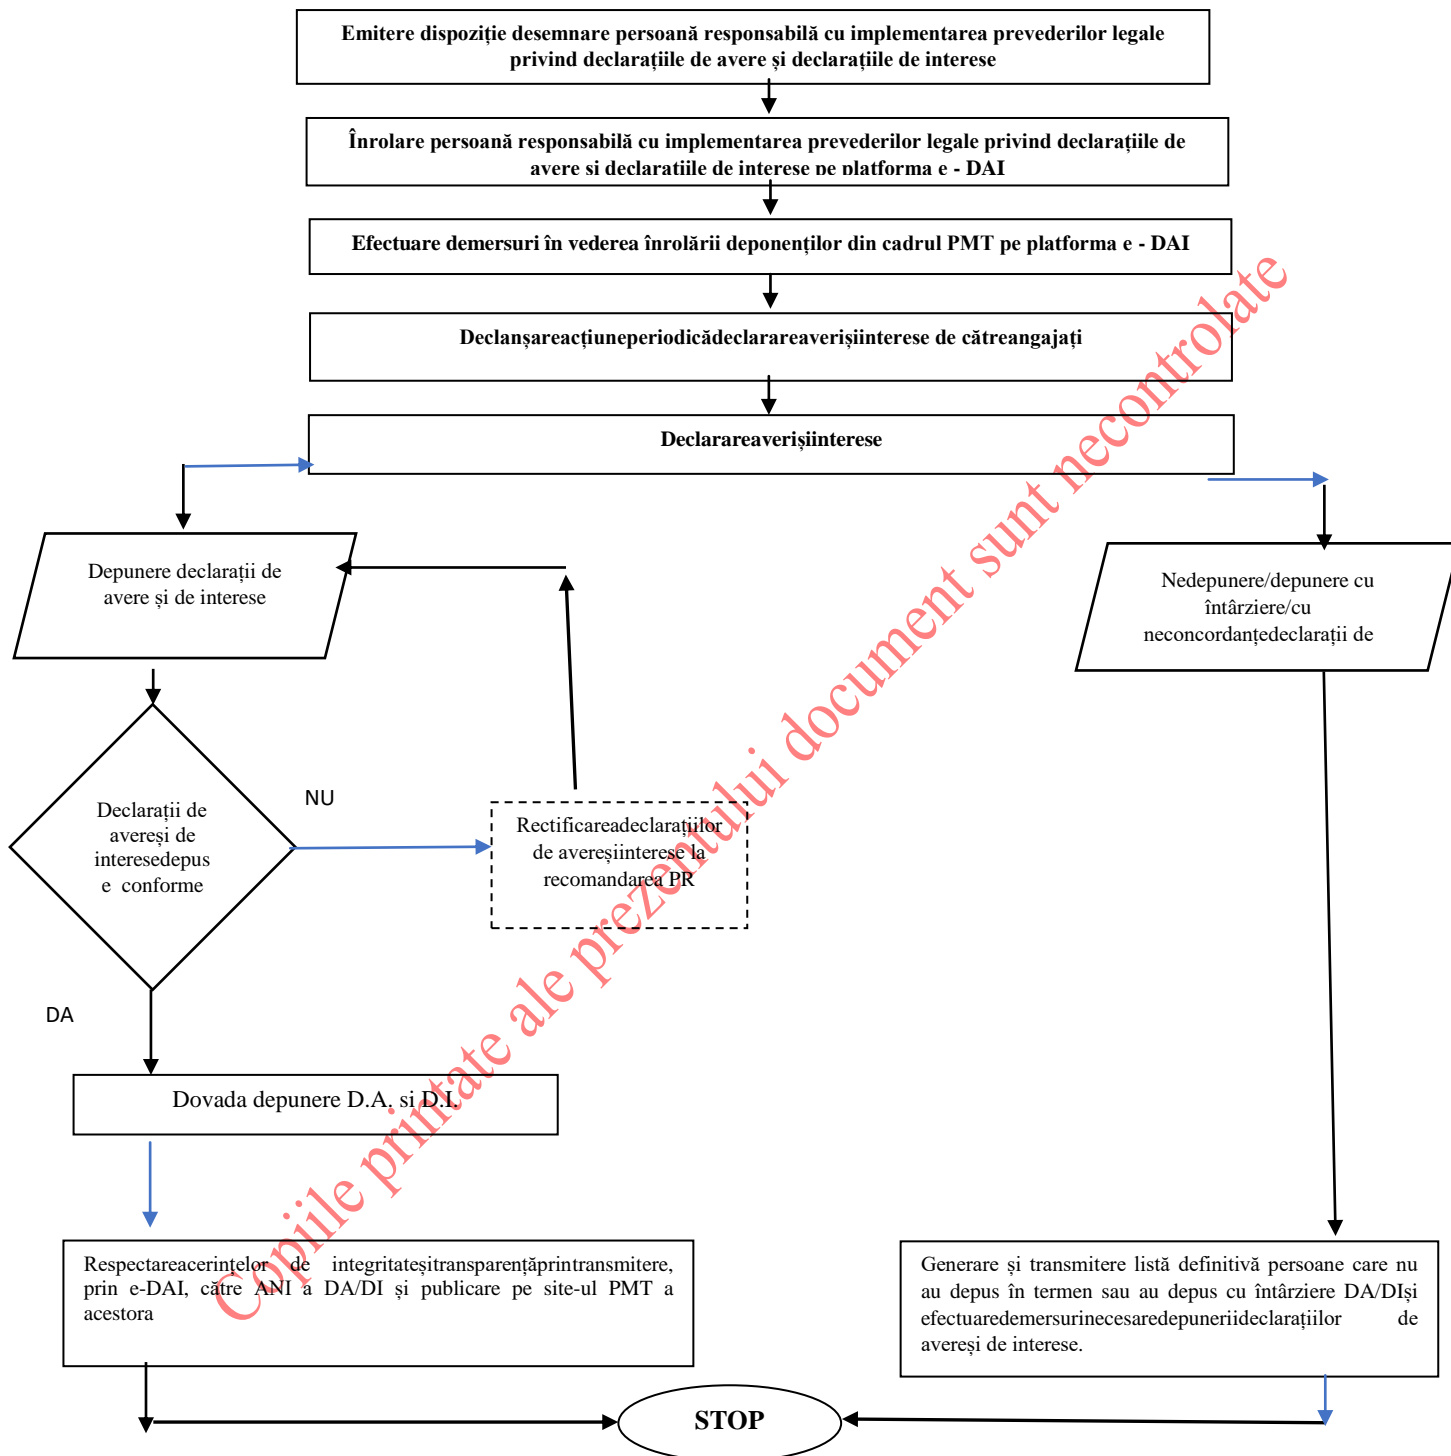 Emitere dispoziție desemnare persoană responsabilă cu implementarea prevederilor legale
privind declarațiile de avere și declarațiile de interese
Înrolare persoană responsabilă cu implementarea prevederilor legale privind declarațiile de
avere si declaratiile de interese pe platforma e - DAI
Efectuare demersuri în vederea înrolării deponenților din cadrul PMT pe platforma e - DAI
Declanșareacțiuneperiodicădeclarareaverișiinterese de cătreangajați
Declarareaverișiinterese
Depunere declarații de
avere și de interese
Nedepunere/depunere cu
întârziere/cu
neconcordanțedeclarații de
Declarații de
avereși de
interesedepus
e conforme
NU
Rectificareadeclarațiilor
de avereșiinterese la
recomandarea PR
DA
Dovada depunere D.A. si D.I.
Respectareacerințelor de integritateșitransparențăprintransmitere,
prin e-DAI, către ANI a DA/DI și publicare pe site-ul PMT a
acestora
Generare și transmitere listă definitivă persoane care nu
au depus în termen sau au depus cu întârziere DA/DIși
efectuaredemersurinecesaredepuneriideclarațiilor de
avereși de interese.
STOP
Copiile printate ale prezentului document sunt necontrolate